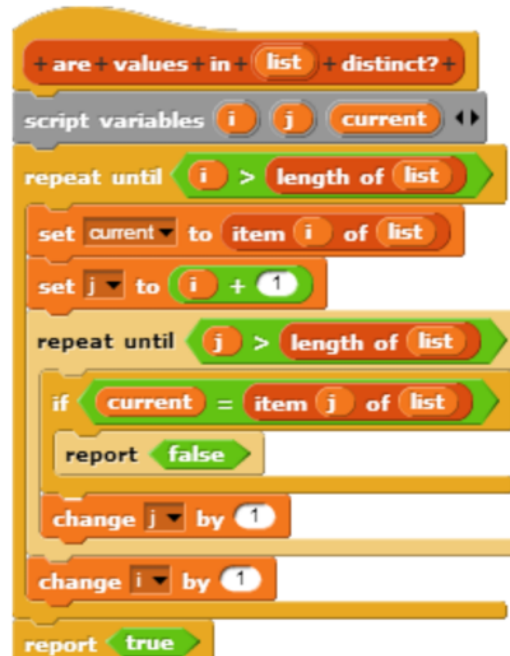 + are + values + in + list + distinct? +
script variables i j current
repeat until i > length of list
set current to item i of list
set j to i + 1
repeat until j > length of list
if current = item j of list
report false
change j by 1
change i by 1
report true